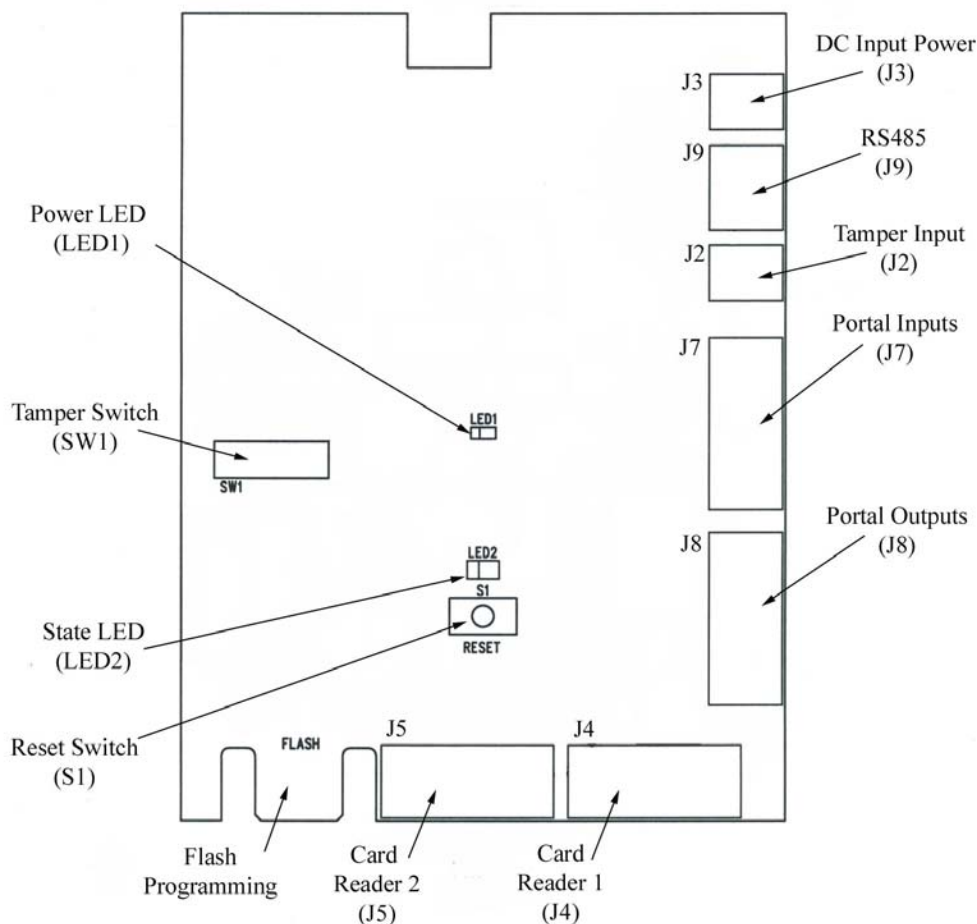 DC Input Power
(J3)
J3
RS485
(J9)
J9
Power LED
(LED1)
Tamper Input
(J2)
J2
Portal Inputs
(J7)
J7
Tamper Switch
(SW1)
LED1
SW1
Portal Outputs
(J8)
J8
LED2
S1
RESET
State LED
(LED2)
Reset Switch
(S1)
FLASH
J5
J4
Flash
Programming
Card
Reader 2
(J5)
Card
Reader 1
(J4)